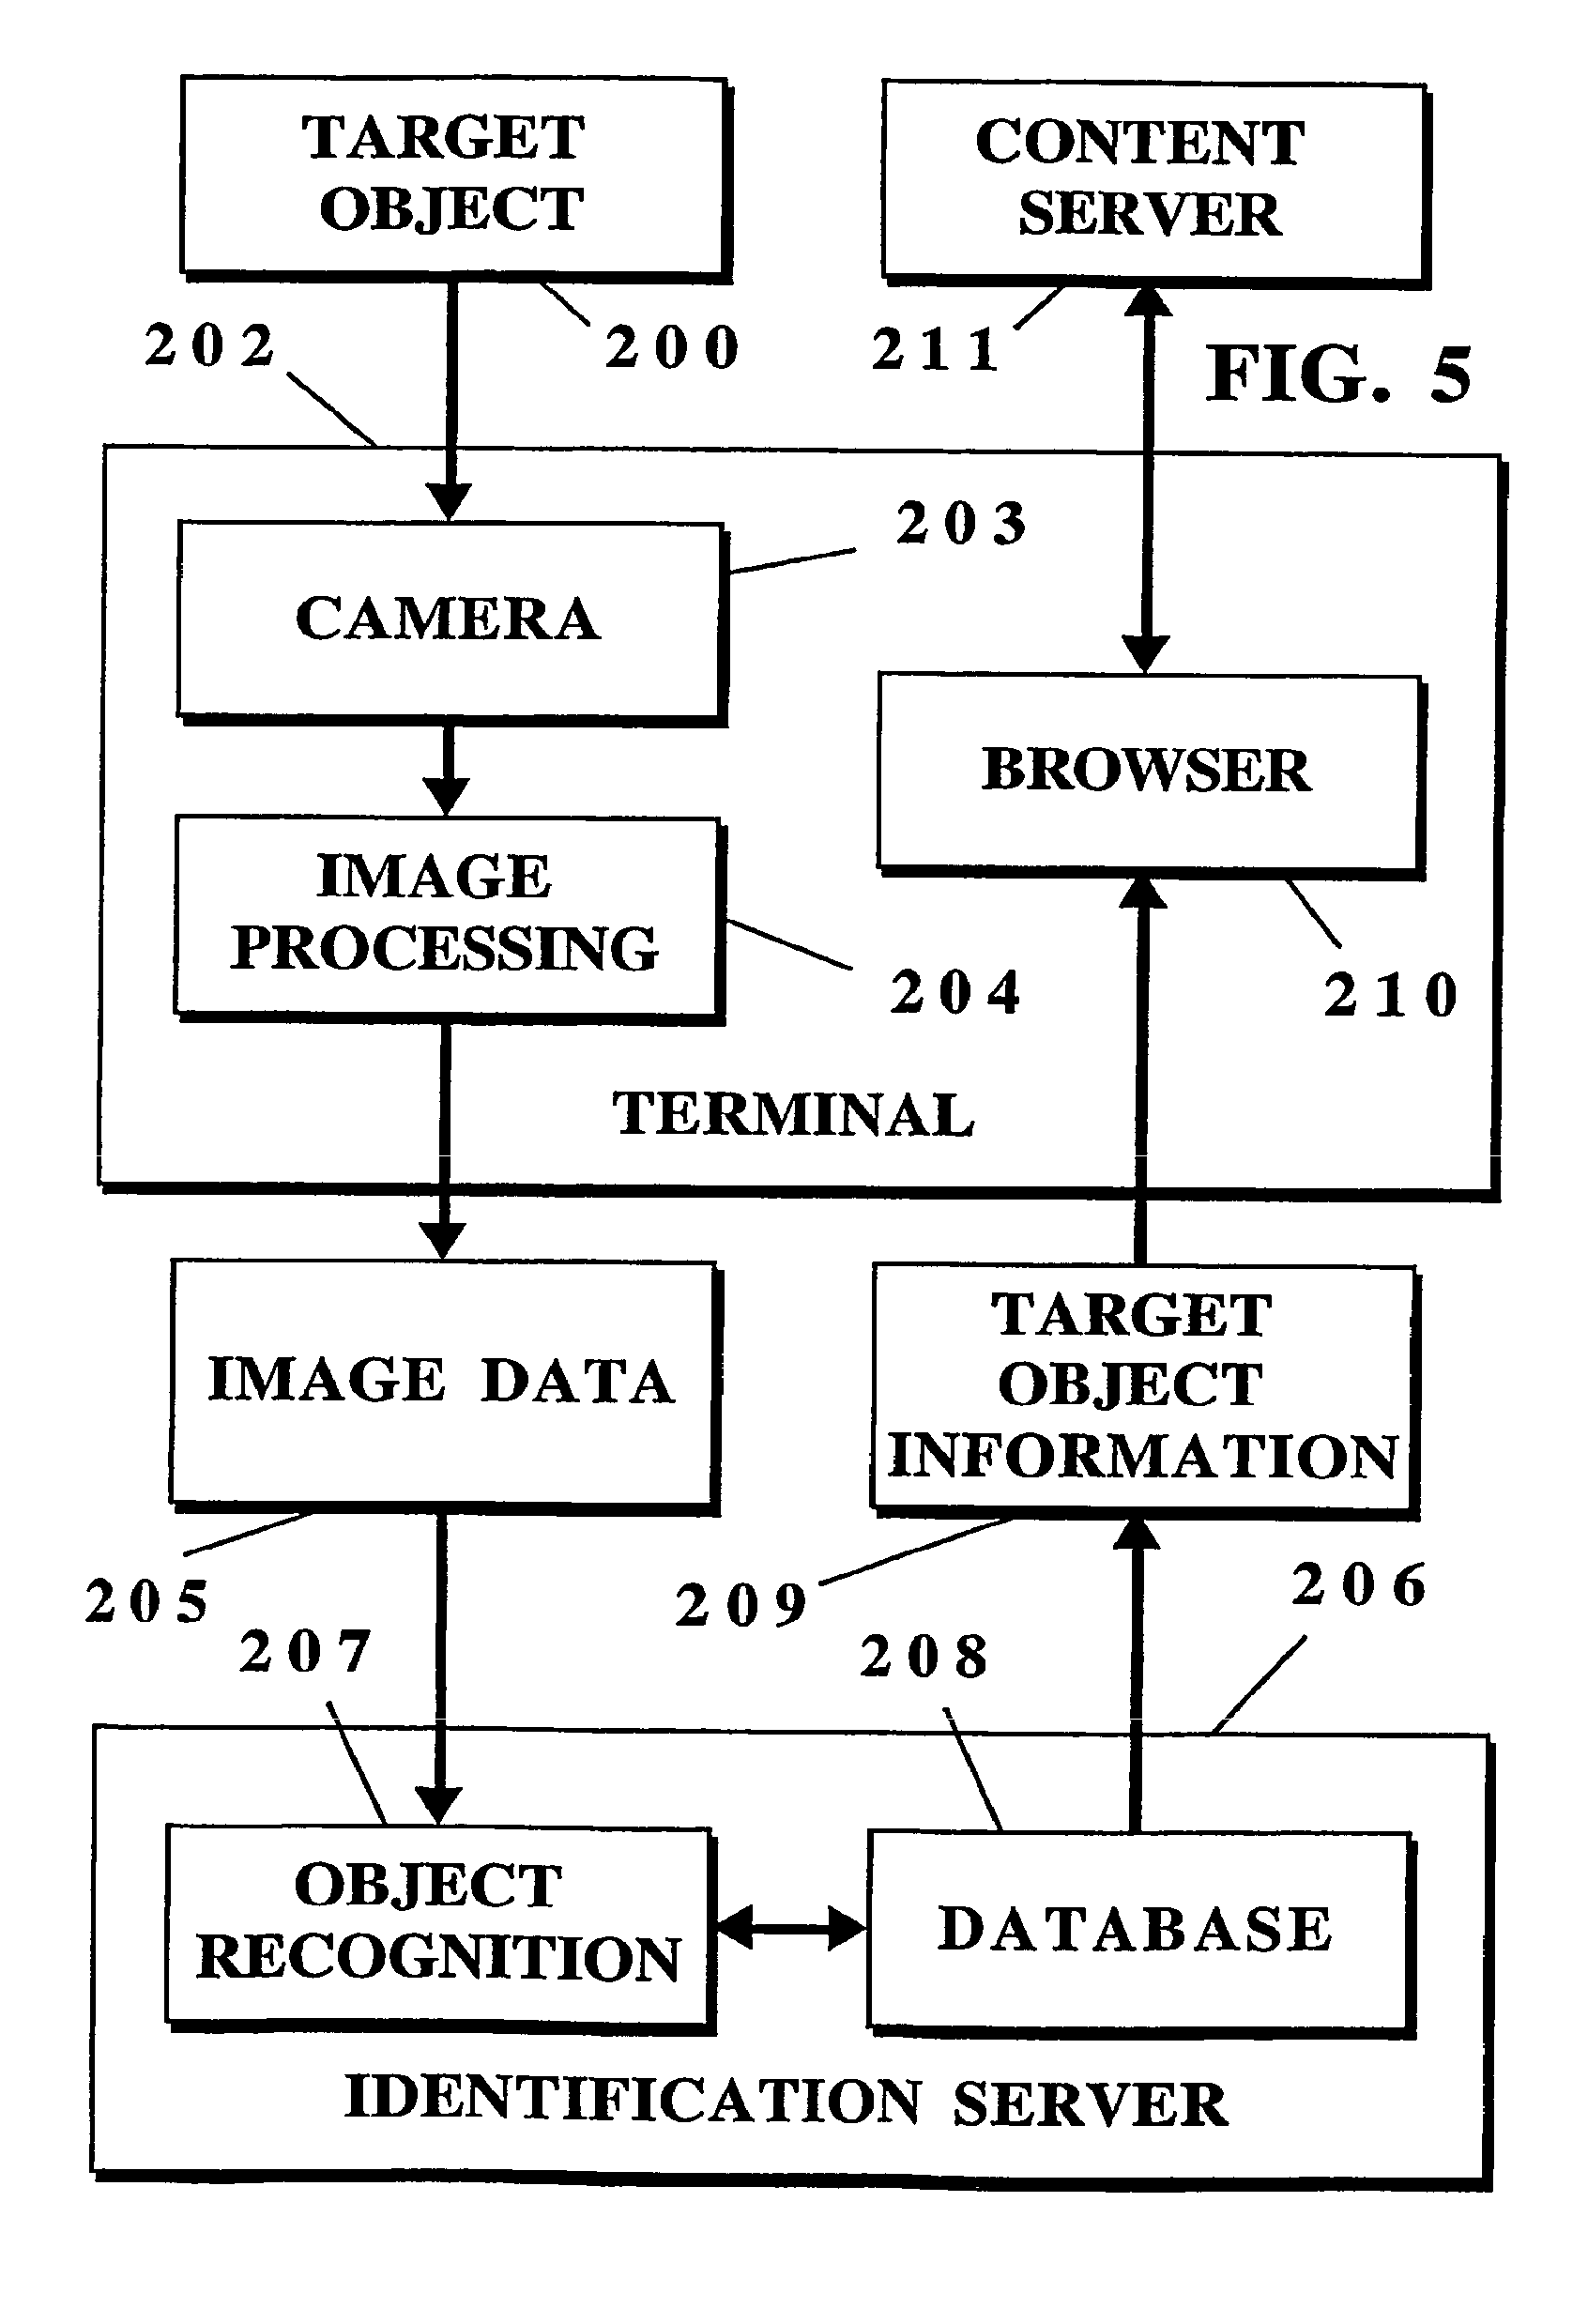 TARGET
OBJECT
CONTENT
SERVER
202
200
211
FIG. 5
203
CAMERA
BROWSER
IMAGE
PROCESSING
204
210
TERMINAL
IMAGE DATA
TARGET
OBJECT
INFORMATION
205
209
206
207
208
OBJECT
RECOGNITION
DATABASE
IDENTIFICATION SERVER